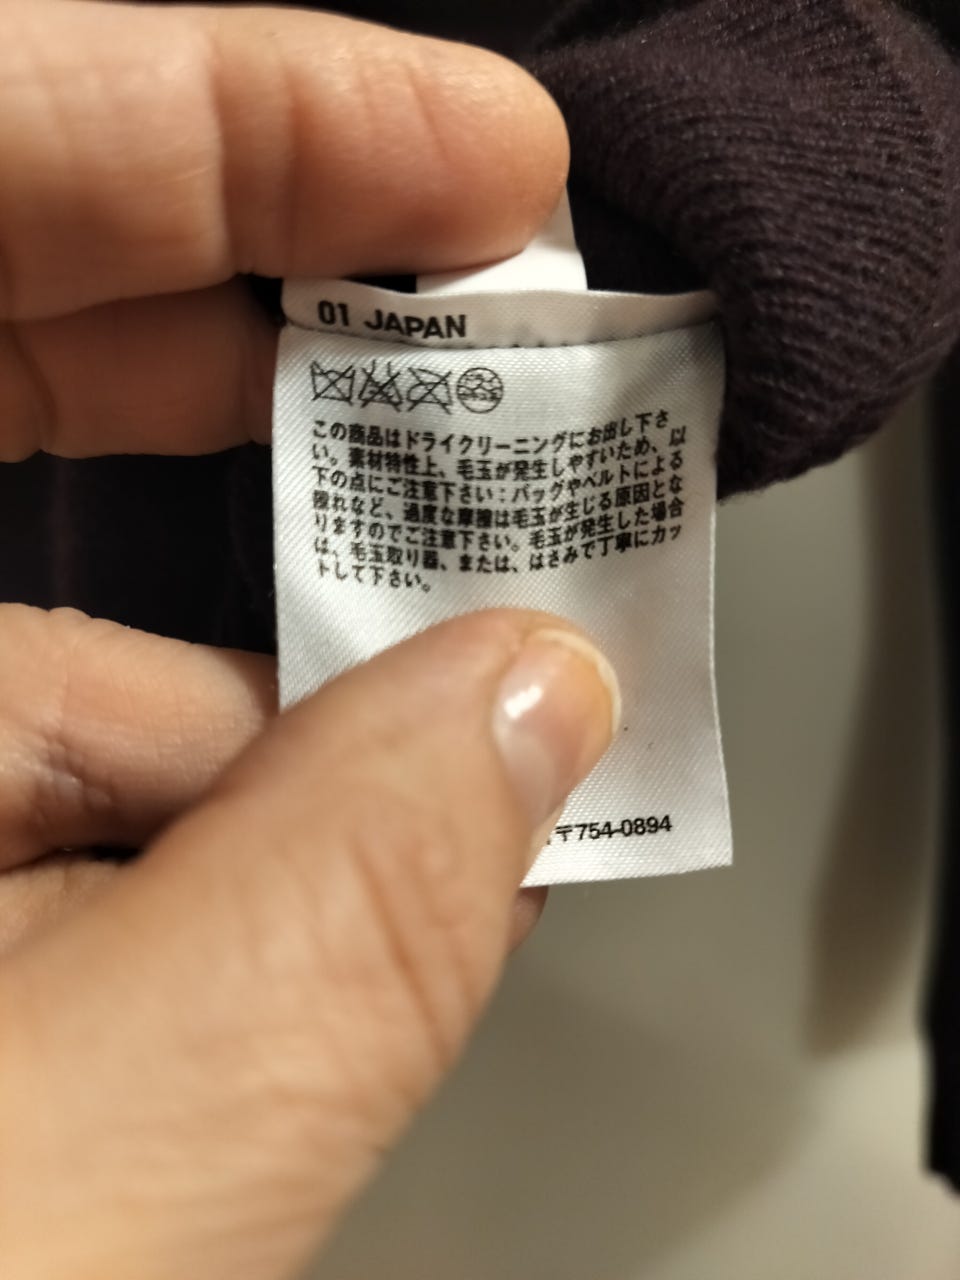 01 JAPAN
この商品はドライクリーニングにお出し下さ
い。素材特性上、毛玉が発生しやすいため、以
下の点にご注意下さい：バッグやベルトによる
擦れなど、過度な摩擦は毛玉が生じる原因とな
りますのでご注意下さい。毛玉が発生した場合
は、毛玉取り器、または、はさみで丁寧にカッ
トして下さい。
〒754-0894